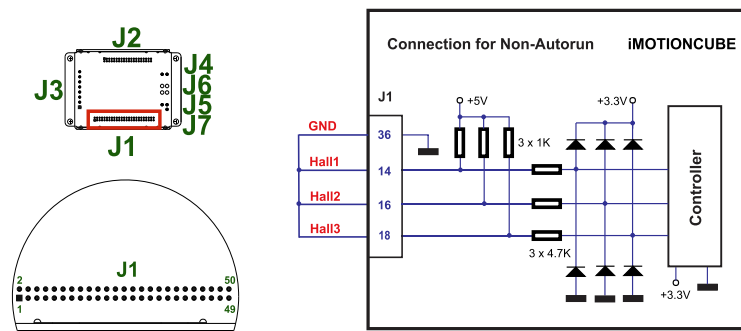 J2
J4
J3
J6
J5
J7
J1
J1
2
50
1
49
Connection for Non-Autorun iMOTIONCUBE
J1
+5V
+3.3V
GND
36
3 x 1K
Hall1
14
Hall2
16
Hall3
18
3 x 4.7K
Controller
+3.3V